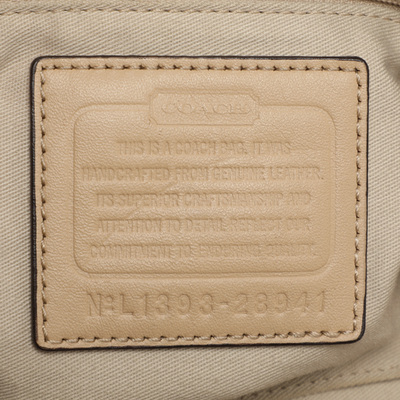 COACH
THIS IS A COACH BAG. IT WAS
HANDCRAFTED FROM GENUINE LEATHER.
ITS SUPERIOR CRAFTSMANSHIP AND
ATTENTION TO DETAIL REFLECT OUR
COMMITMENT TO ENDURING QUALITY.
Nº L1393-28941